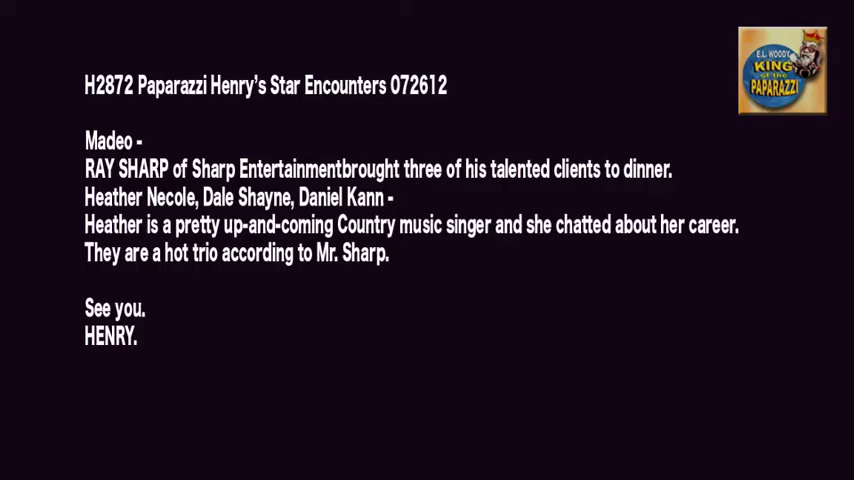 H2872 Paparazzi Henry's Star Encounters 072612
E.L. WOODY
KING
of the
PAPARAZZI
Madeo -
RAY SHARP of Sharp Entertainmentbrought three of his talented clients to dinner.
Heather Necole, Dale Shayne, Daniel Kann -
Heather is a pretty up-and-coming Country music singer and she chatted about her career.
They are a hot trio according to Mr. Sharp.
See you.
HENRY.